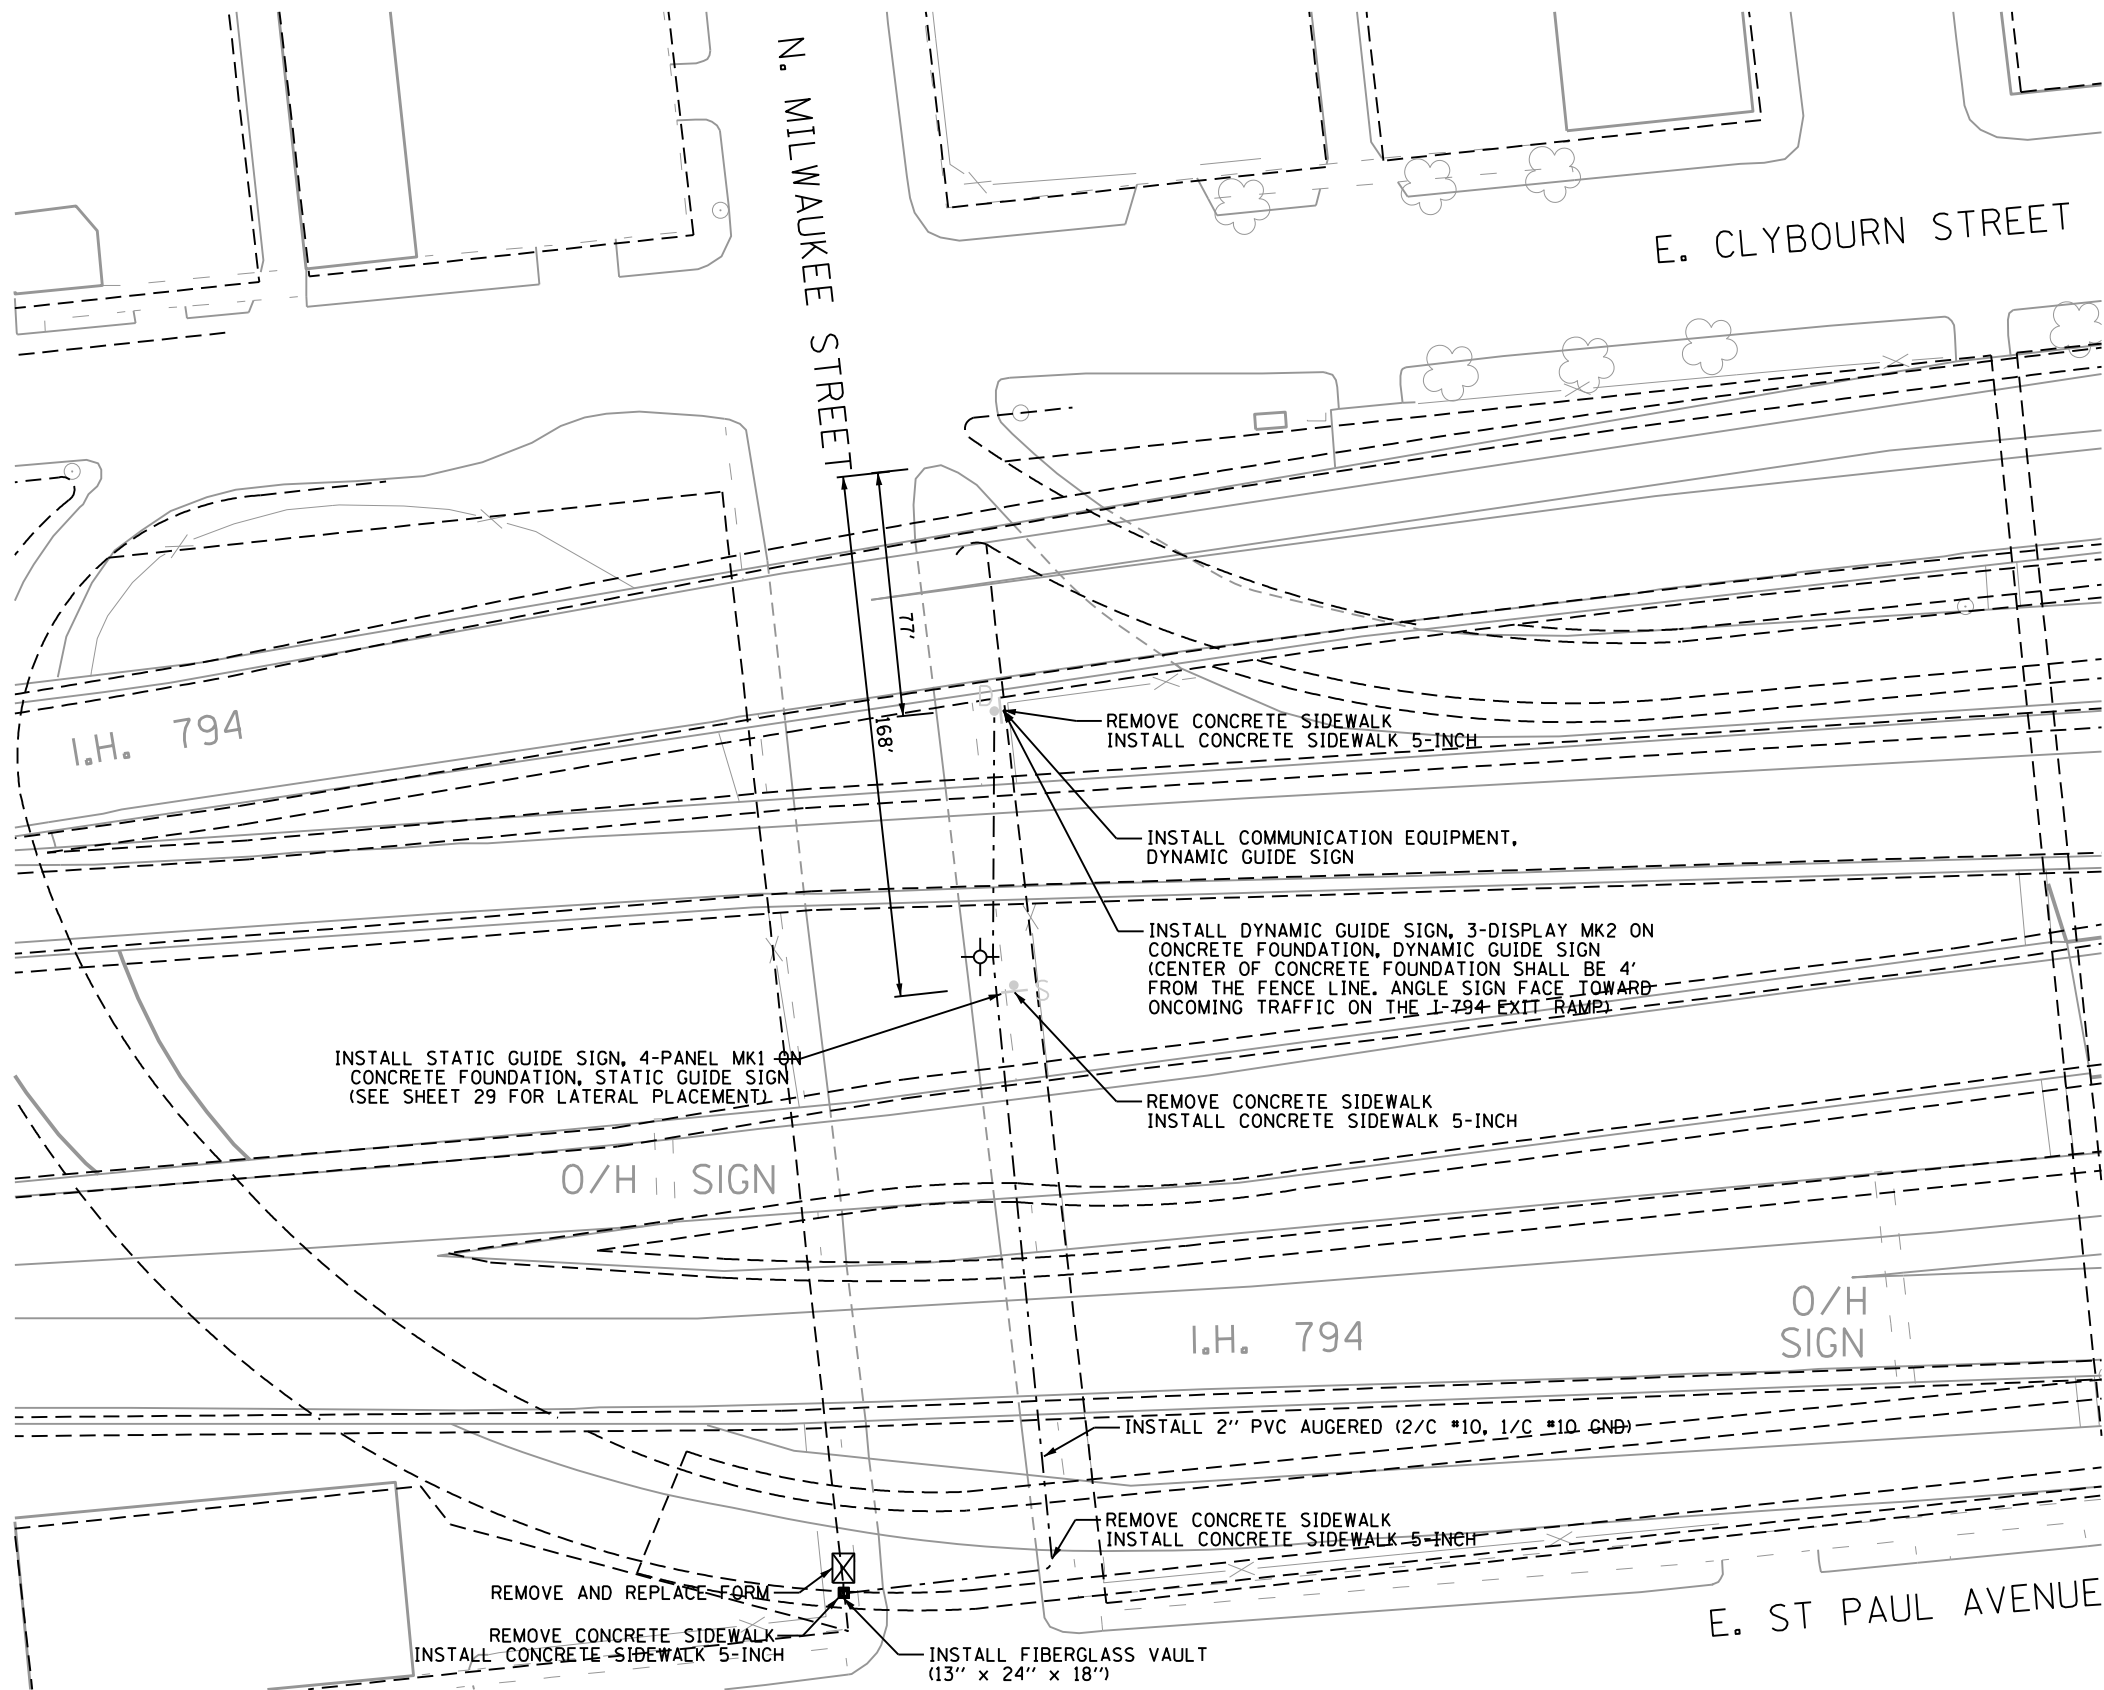 N. MILWAUKEE STREET
E. CLYBOURN STREET
77'
168'
I.H. 794
D
REMOVE CONCRETE SIDEWALK
INSTALL CONCRETE SIDEWALK 5-INCH
INSTALL COMMUNICATION EQUIPMENT,
DYNAMIC GUIDE SIGN
INSTALL DYNAMIC GUIDE SIGN, 3-DISPLAY MK2 ON
CONCRETE FOUNDATION, DYNAMIC GUIDE SIGN
(CENTER OF CONCRETE FOUNDATION SHALL BE 4'
FROM THE FENCE LINE. ANGLE SIGN FACE TOWARD
ONCOMING TRAFFIC ON THE I-794 EXIT RAMP)
S
INSTALL STATIC GUIDE SIGN, 4-PANEL MK1 ON
CONCRETE FOUNDATION, STATIC GUIDE SIGN
(SEE SHEET 29 FOR LATERAL PLACEMENT)
REMOVE CONCRETE SIDEWALK
INSTALL CONCRETE SIDEWALK 5-INCH
O/H SIGN
O/H
SIGN
I.H. 794
INSTALL 2'' PVC AUGERED (2/C #10, 1/C #10 GND)
REMOVE CONCRETE SIDEWALK
INSTALL CONCRETE SIDEWALK 5-INCH
REMOVE AND REPLACE FORM
REMOVE CONCRETE SIDEWALK
INSTALL CONCRETE SIDEWALK 5-INCH
INSTALL FIBERGLASS VAULT
(13'' x 24'' x 18'')
E. ST PAUL AVENUE